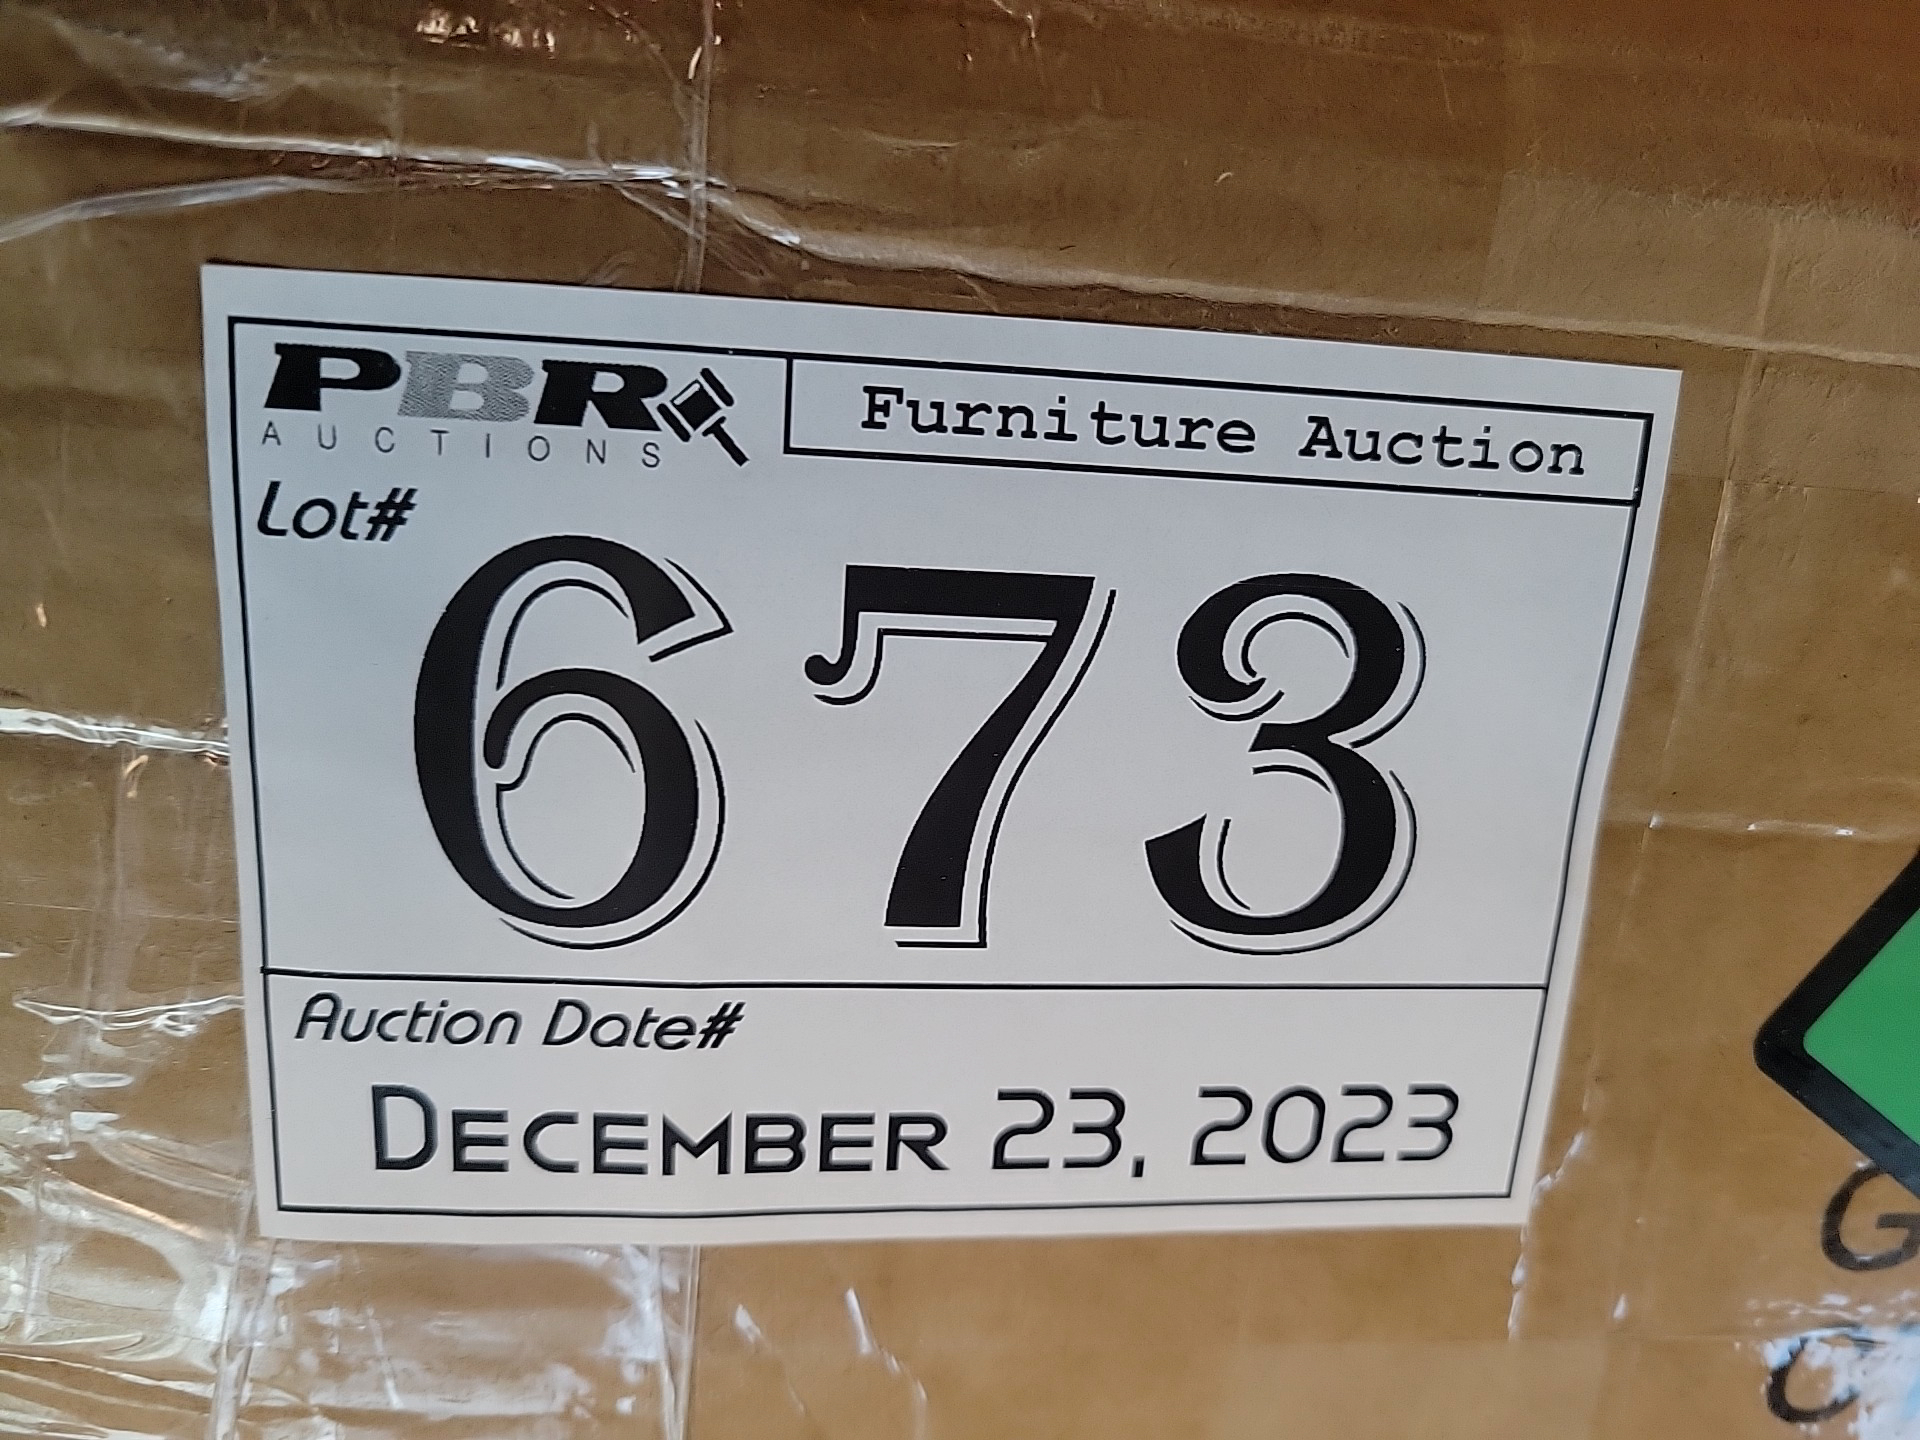 PBR
AUCTIONS
Furniture Auction
Lot#
673
Auction Date#
DECEMBER 23, 2023
G